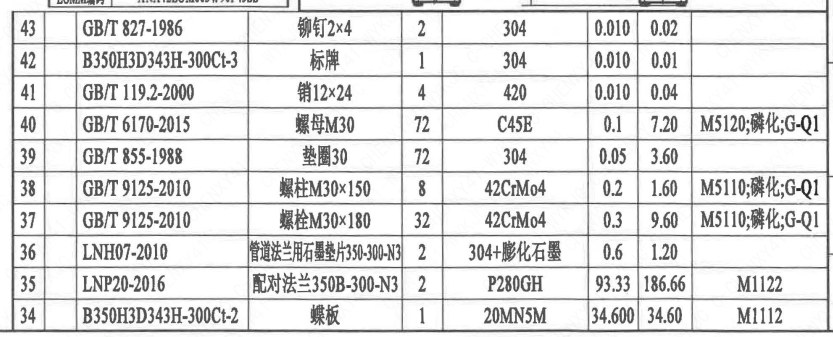 43 GB/T 827-1986 铆钉2×4 2 304 0.010 0.02
42 B350H3D343H-300Ct-3 标牌 1 304 0.010 0.01
41 GB/T 119.2-2000 销12×24 4 420 0.010 0.04
40 GB/T 6170-2015 螺母M30 72 C45E 0.1 7.20 M5120;磷化;G-Q1
39 GB/T 855-1988 垫圈30 72 304 0.05 3.60
38 GB/T 9125-2010 螺柱M30×150 8 42CrMo4 0.2 1.60 M5110;磷化;G-Q1
37 GB/T 9125-2010 螺栓M30×180 32 42CrMo4 0.3 9.60 M5110;磷化;G-Q1
36 LNH07-2010 管道法兰用石墨垫片350-300-N3 2 304+膨化石墨 0.6 1.20
35 LNP20-2016 配对法兰350B-300-N3 2 P280GH 93.33 186.66 M1122
34 B350H3D343H-300Ct-2 蝶板 1 20MN5M 34.600 34.60 M1112